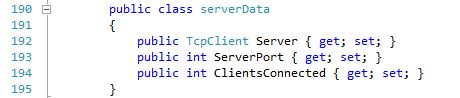 190 public class serverData
191 {
192 public TcpClient Server { get; set; }
193 public int ServerPort { get; set; }
194 public int ClientsConnected { get; set; }
195 }